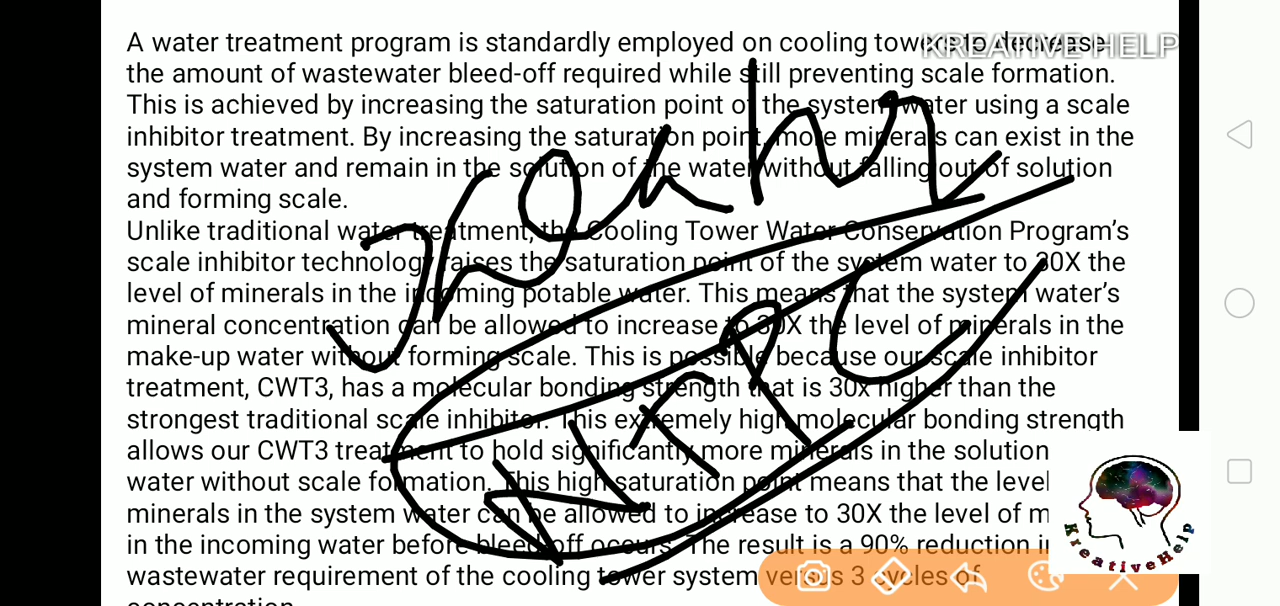 A water treatment program is standardly employed on cooling towers to decrease
KREATIVE HELP
the amount of wastewater bleed-off required while still preventing scale formation.
This is achieved by increasing the saturation point of the system water using a scale
inhibitor treatment. By increasing the saturation point, more minerals can exist in the
system water and remain in the solution of the water without falling out of solution
and forming scale.
Unlike traditional water treatment, the Cooling Tower Water Conservation Program's
scale inhibitor technology raises the saturation point of the system water to 30X the
level of minerals in the incoming potable water. This means that the system water's
mineral concentration can be allowed to increase to 30X the level of minerals in the
make-up water without forming scale. This is possible because our scale inhibitor
treatment, CWT3, has a molecular bonding strength that is 30x higher than the
strongest traditional scale inhibitor. This extremely high molecular bonding strength
allows our CWT3 treatment to hold significantly more minerals in the solution
water without scale formation. This high saturation point means that the level
minerals in the system water can be allowed to increase to 30X the level of m
in the incoming water before bleed-off occurs. The result is a 90% reduction in
wastewater requirement of the cooling tower system versus 3 cycles of
concentration
KreativeHelp
NTPC